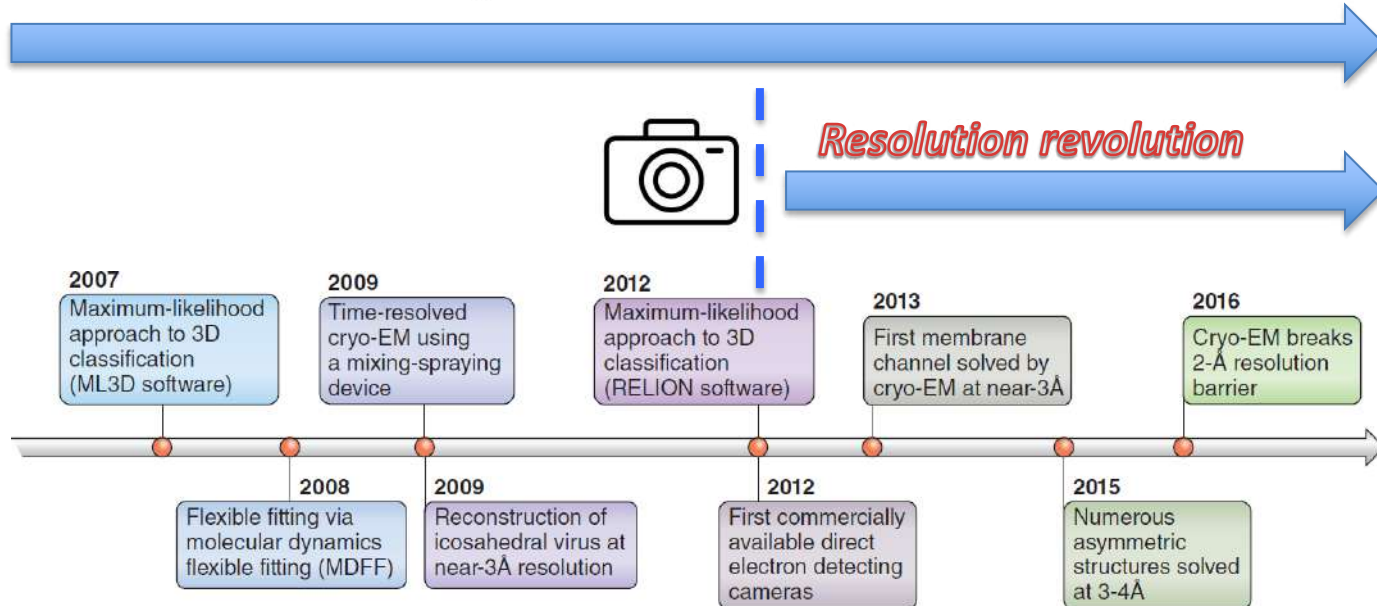 Resolution revolution
2007
Maximum-likelihood
approach to 3D
classification
(ML3D software)
2009
Time-resolved
cryo-EM using
a mixing-spraying
device
2012
Maximum-likelihood
approach to 3D
classification
(RELION software)
2013
First membrane
channel solved by
cryo-EM at near-3Å
2016
Cryo-EM breaks
2-Å resolution
barrier
2008
Flexible fitting via
molecular dynamics
flexible fitting (MDFF)
2009
Reconstruction of
icosahedral virus at
near-3Å resolution
2012
First commercially
available direct
electron detecting
cameras
2015
Numerous
asymmetric
structures solved
at 3-4Å